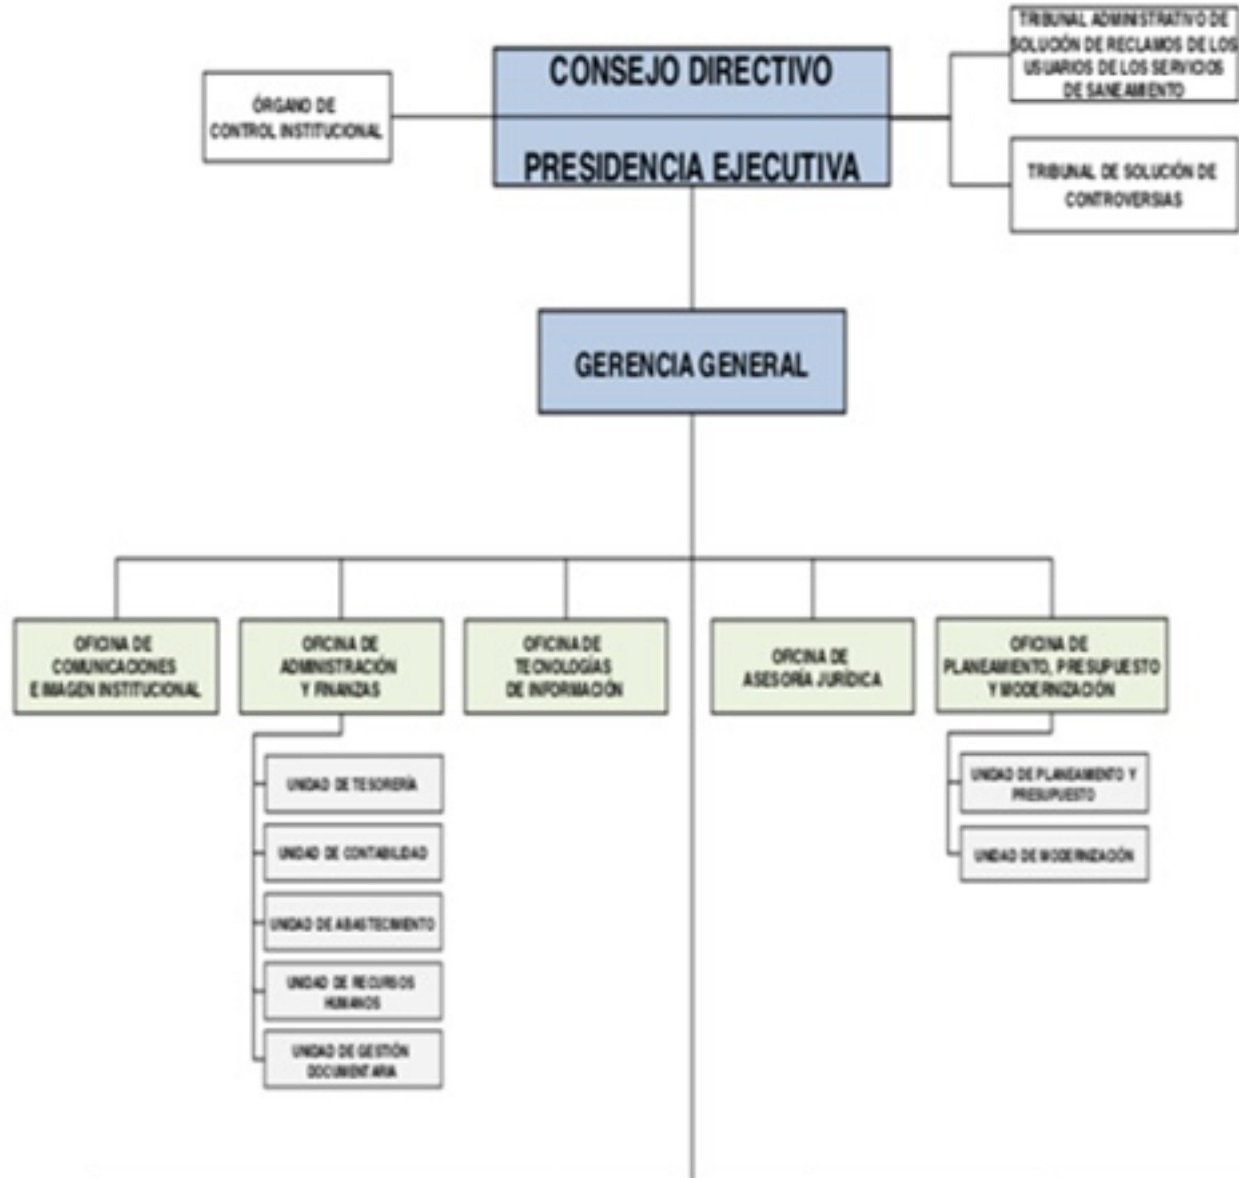 TRIBUNAL ADMINISTRATIVO DE
SOLUCIÓN DE RECLAMOS DE LOS
USUARIOS DE LOS SERVICIOS
DE SANEAMIENTO
CONSEJO DIRECTIVO
ÓRGANO DE
CONTROL INSTITUCIONAL
PRESIDENCIA EJECUTIVA
TRIBUNAL DE SOLUCIÓN DE
CONTROVERSIAS
GERENCIA GENERAL
OFICINA DE
COMUNICACIONES
E IMAGEN INSTITUCIONAL
OFICINA DE
ADMINISTRACIÓN
Y FINANZAS
OFICINA DE
TECNOLOGÍAS
DE INFORMACIÓN
OFICINA DE
ASESORÍA JURÍDICA
OFICINA DE
PLANEAMIENTO, PRESUPUESTO
Y MODERNIZACIÓN
UNIDAD DE TESORERÍA
UNIDAD DE CONTABILIDAD
UNIDAD DE ABASTECIMIENTO
UNIDAD DE RECURSOS
HUMANOS
UNIDAD DE GESTIÓN
DOCUMENTARIA
UNIDAD DE PLANEAMIENTO Y
PRESUPUESTO
UNIDAD DE MODERNIZACIÓN